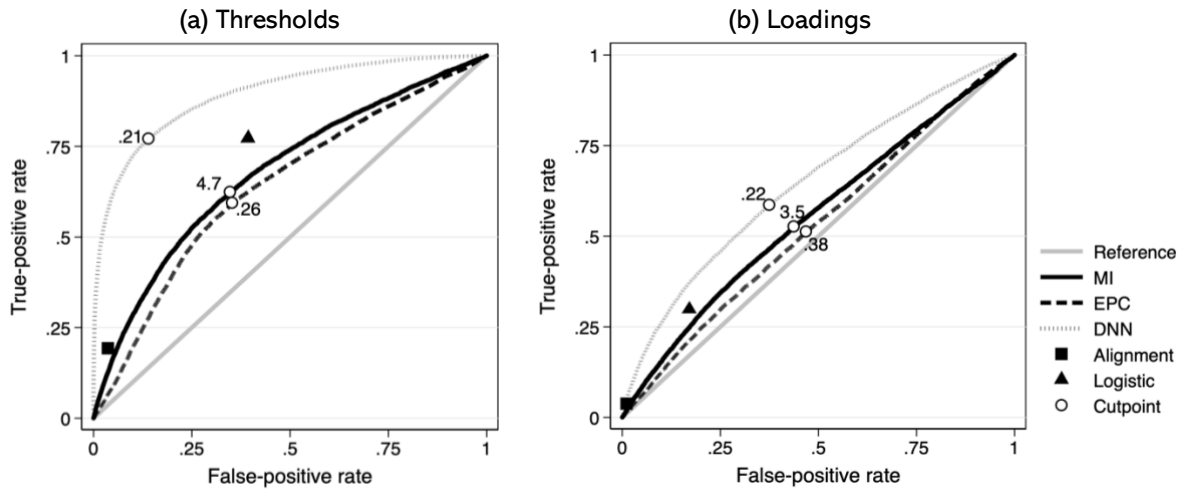 (a) Thresholds
1
.75
.5
.25
0
True-positive rate
.21
4.7
.26
0
.25
.5
.75
1
False-positive rate
(b) Loadings
1
.75
.5
.25
0
True-positive rate
.22
3.5
.38
0
.25
.5
.75
1
False-positive rate
Reference
MI
EPC
DNN
Alignment
Logistic
Cutpoint